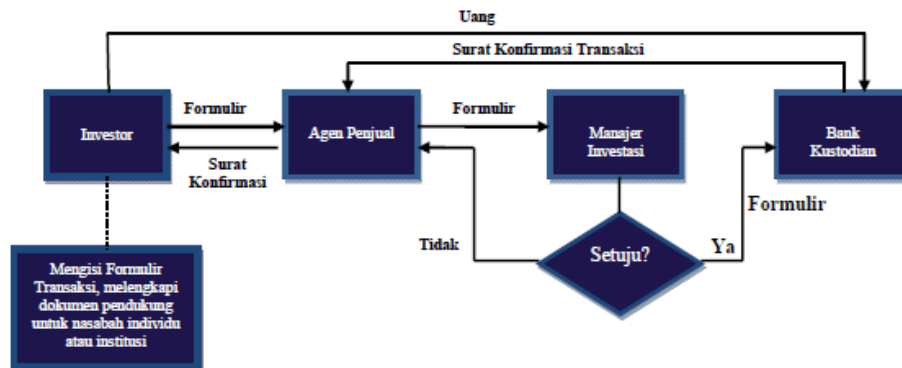 Uang
Surat Konfirmasi Transaksi
Investor
Formulir
Surat
Konfirmasi
Agen Penjual
Formulir
Manajer
Investasi
Bank
Kustodian
Formulir
Tidak
Setuju?
Ya
Mengisi Formulir
Transaksi, melengkapi
dokumen pendukung
untuk nasabah individu
atau institusi